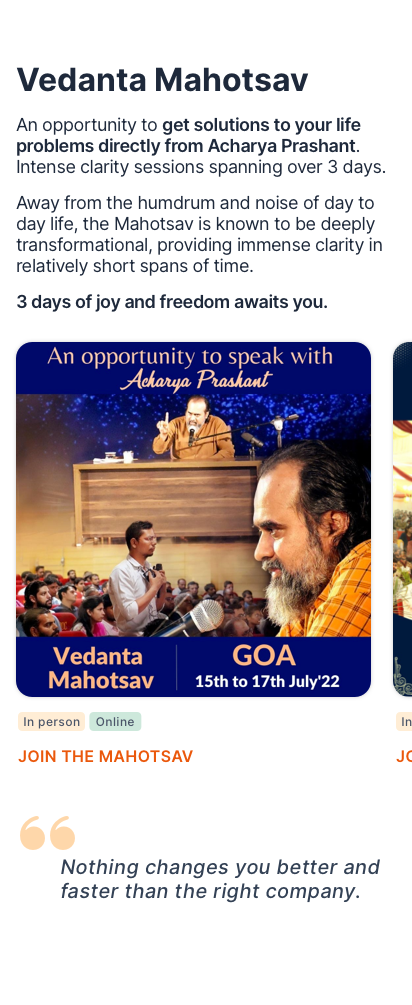 Vedanta Mahotsav
An opportunity to get solutions to your life
problems directly from Acharya Prashant.
Intense clarity sessions spanning over 3 days.
Away from the humdrum and noise of day to
day life, the Mahotsav is known to be deeply
transformational, providing immense clarity in
relatively short spans of time.
3 days of joy and freedom awaits you.
An opportunity to speak with
Acharya Prashant
Vedanta
Mahotsav
GOA
15th to 17th July'22
In person
Online
JOIN THE MAHOTSAV
Nothing changes you better and
faster than the right company.